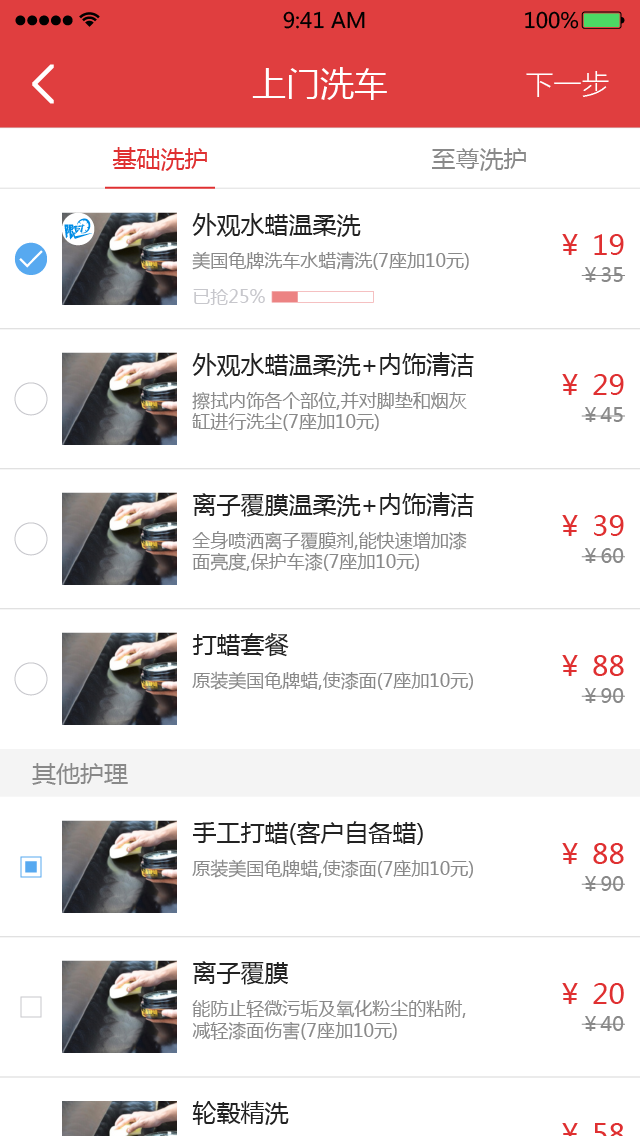 9:41 AM
100%
上门洗车
下一步
基础洗护
至尊洗护
限时
外观水蜡温柔洗
美国龟牌洗车水蜡清洗(7座加10元)
已抢25%
¥ 19
¥35
外观水蜡温柔洗+内饰清洁
擦拭内饰各个部位,并对脚垫和烟灰
缸进行洗尘(7座加10元)
¥ 29
¥45
离子覆膜温柔洗+内饰清洁
全身喷洒离子覆膜剂,能快速增加漆
面亮度,保护车漆(7座加10元)
¥ 39
¥60
打蜡套餐
原装美国龟牌蜡,使漆面(7座加10元)
¥ 88
¥90
其他护理
手工打蜡(客户自备蜡)
原装美国龟牌蜡,使漆面(7座加10元)
¥ 88
¥90
离子覆膜
能防止轻微污垢及氧化粉尘的粘附,
减轻漆面伤害(7座加10元)
¥ 20
¥40
轮毂精洗
¥ 58